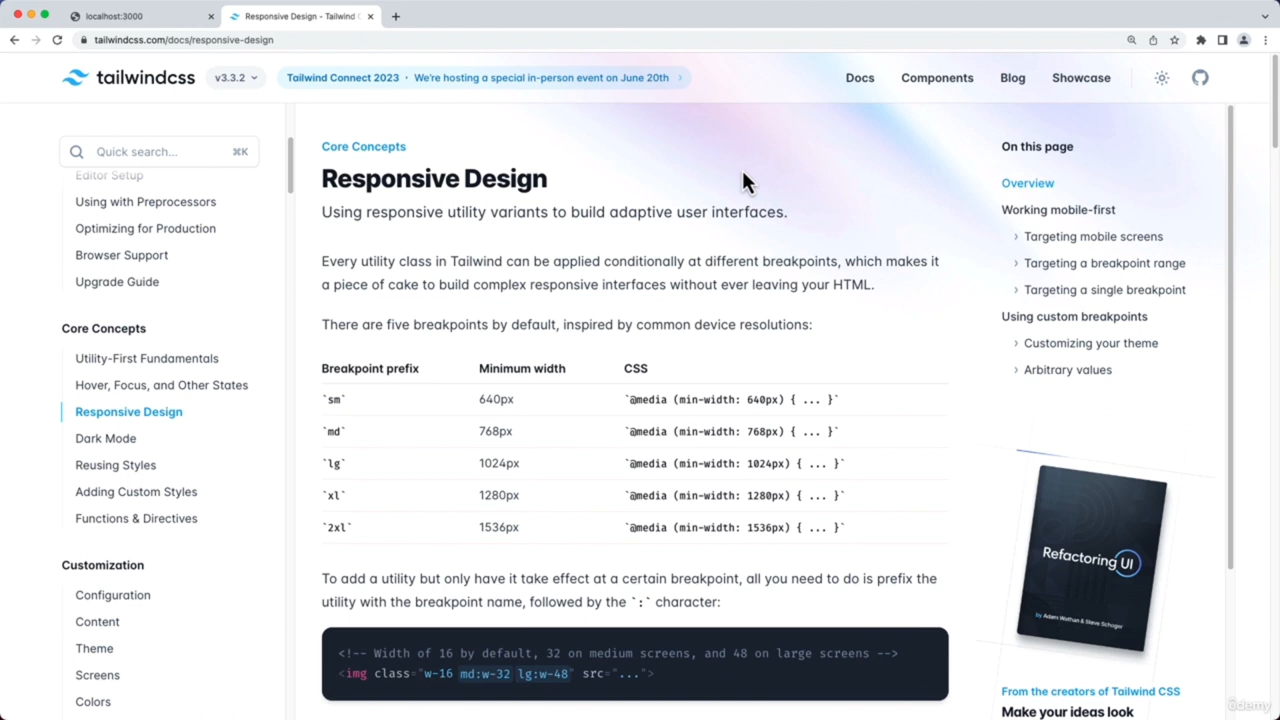 localhost:3000
Responsive Design - Tailwind C
tailwindcss.com/docs/responsive-design
tailwindcss
v3.3.2
Tailwind Connect 2023 · We're hosting a special in-person event on June 20th
Docs
Components
Blog
Showcase
Quick search...
⌘K
Editor Setup
Using with Preprocessors
Optimizing for Production
Browser Support
Upgrade Guide
Core Concepts
Utility-First Fundamentals
Hover, Focus, and Other States
Responsive Design
Dark Mode
Reusing Styles
Adding Custom Styles
Functions & Directives
Customization
Configuration
Content
Theme
Screens
Colors
Core Concepts
Responsive Design
Using responsive utility variants to build adaptive user interfaces.
Every utility class in Tailwind can be applied conditionally at different breakpoints, which makes it
a piece of cake to build complex responsive interfaces without ever leaving your HTML.
There are five breakpoints by default, inspired by common device resolutions:
Breakpoint prefix Minimum width CSS
`sm` 640px `@media (min-width: 640px) { ... }`
`md` 768px `@media (min-width: 768px) { ... }`
`lg` 1024px `@media (min-width: 1024px) { ... }`
`xl` 1280px `@media (min-width: 1280px) { ... }`
`2xl` 1536px `@media (min-width: 1536px) { ... }`
To add a utility but only have it take effect at a certain breakpoint, all you need to do is prefix the
utility with the breakpoint name, followed by the `:` character:
<!-- Width of 16 by default, 32 on medium screens, and 48 on large screens -->
<img class="w-16 md:w-32 lg:w-48" src="...">
On this page
Overview
Working mobile-first
Targeting mobile screens
Targeting a breakpoint range
Targeting a single breakpoint
Using custom breakpoints
Customizing your theme
Arbitrary values
Refactoring UI
by Adam Wathan & Steve Schoger
From the creators of Tailwind CSS
Make your ideas look
ûdemy